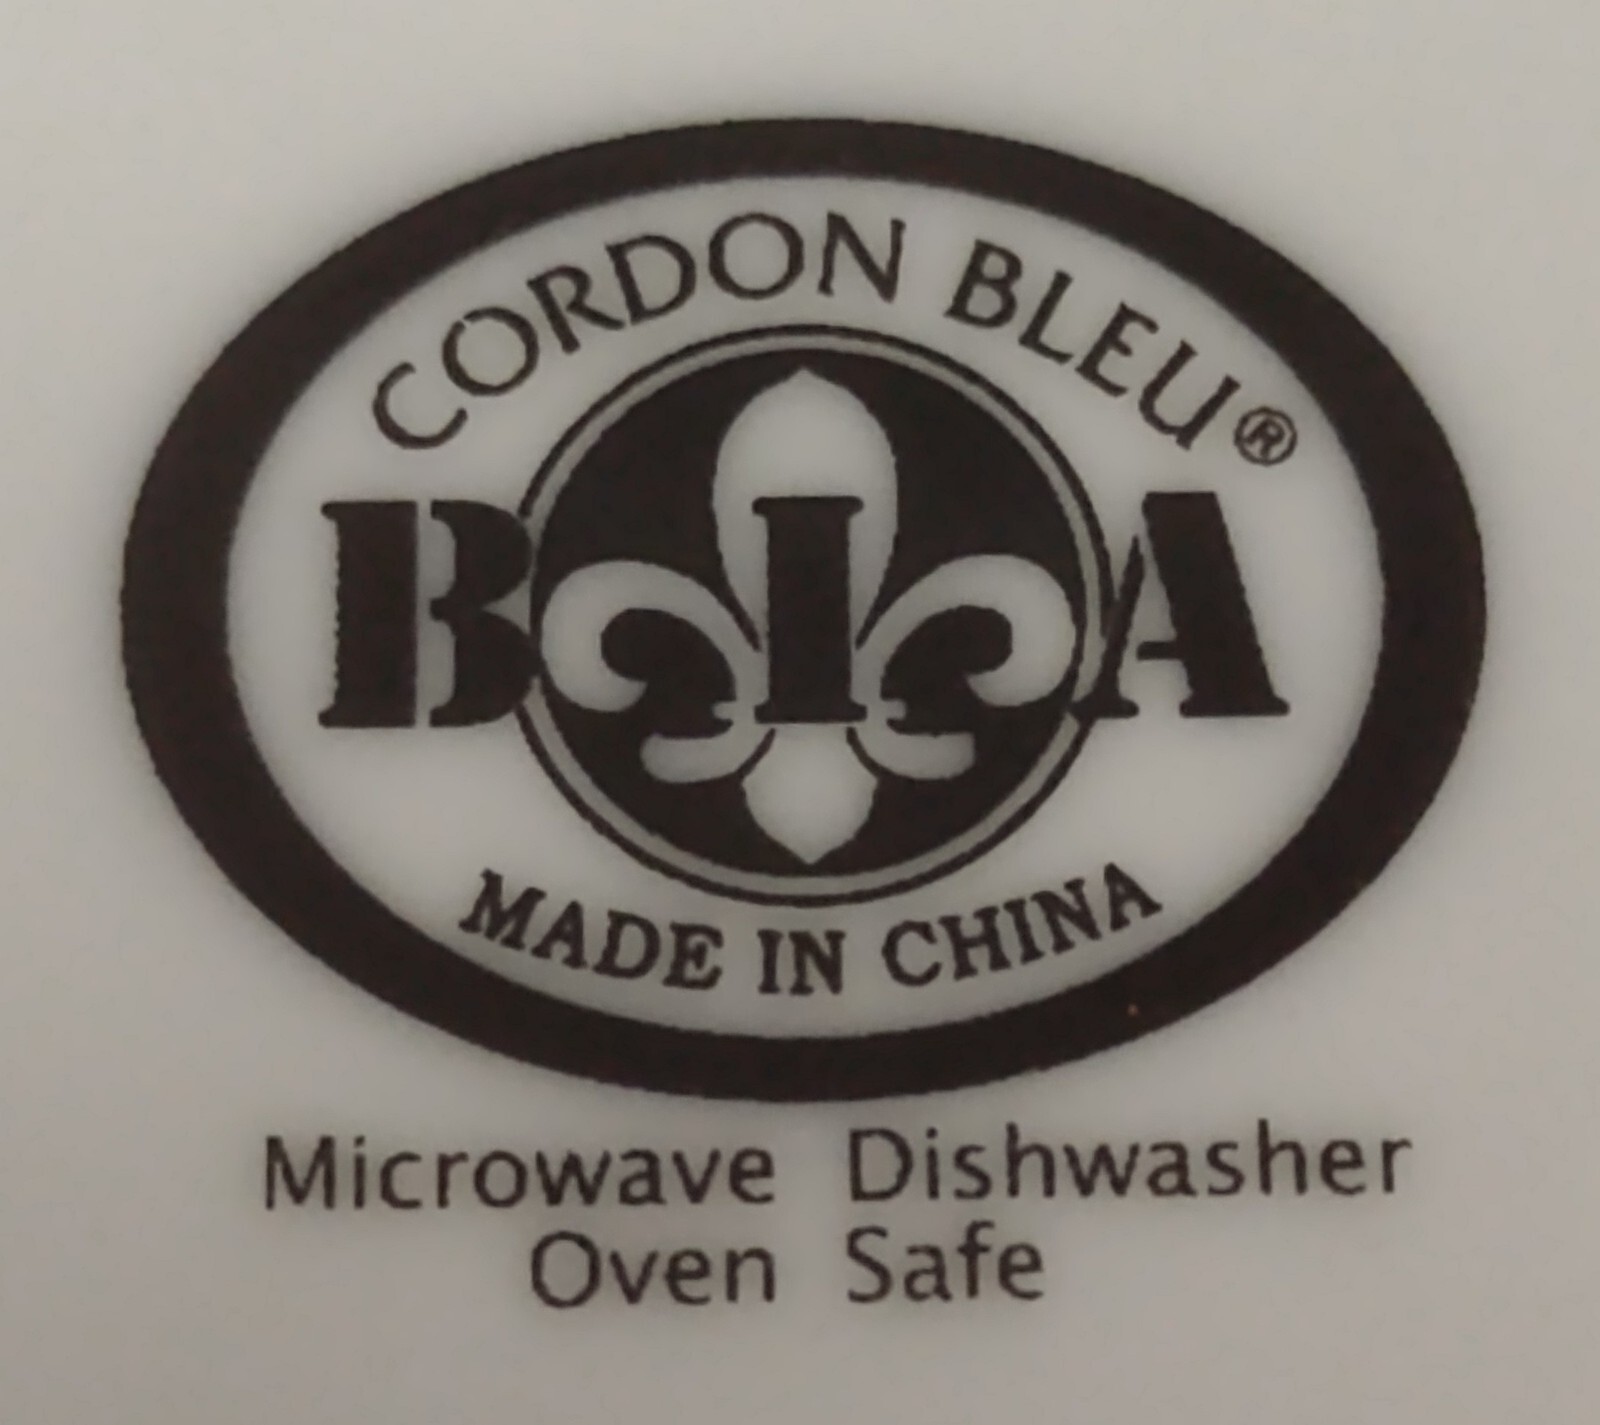 CORDON BLEU®
BIA
MADE IN CHINA
Microwave Dishwasher
Oven Safe